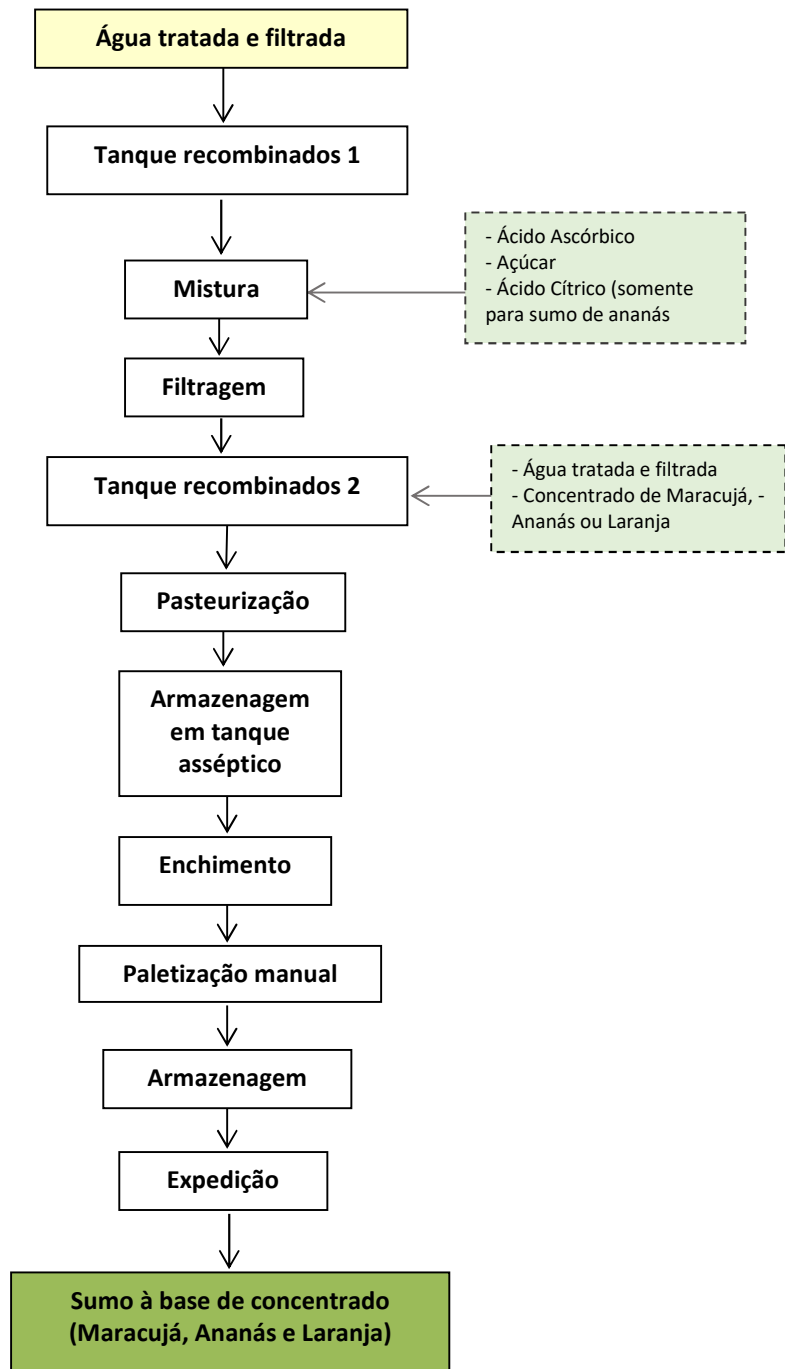 Água tratada e filtrada
Tanque recombinados 1
- Ácido Ascórbico
- Açúcar
- Ácido Cítrico (somente
para sumo de ananás
Mistura
Filtragem
Tanque recombinados 2
- Água tratada e filtrada
- Concentrado de Maracujá, -
Ananás ou Laranja
Pasteurização
Armazenagem
em tanque
asséptico
Enchimento
Paletização manual
Armazenagem
Expedição
Sumo à base de concentrado
(Maracujá, Ananás e Laranja)